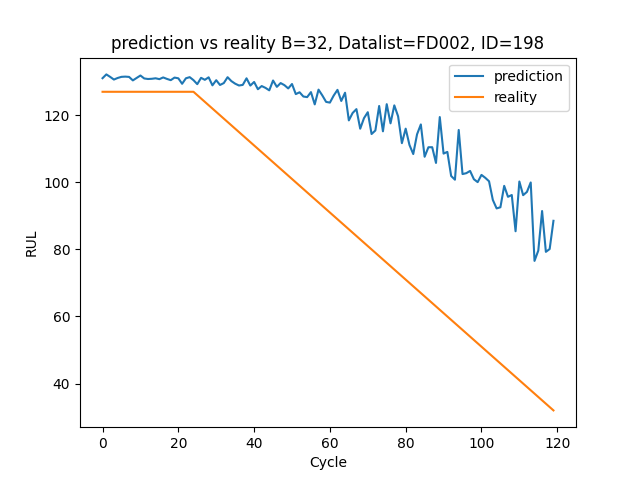 prediction vs reality B=32, Datalist=FD002, ID=198
prediction
reality
RUL
120
100
80
60
40
0 20 40 60 80 100 120
Cycle